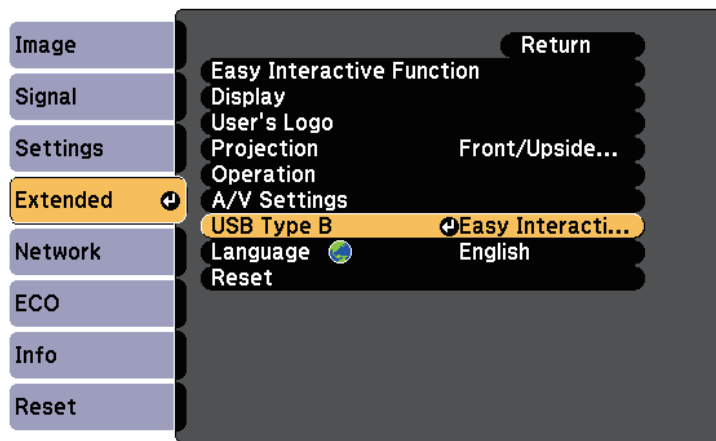 Image
Signal
Settings
Extended
Network
ECO
Info
Reset
Return
Easy Interactive Function
Display
User's Logo
Projection Front/Upside...
Operation
A/V Settings
USB Type B Easy Interacti...
Language English
Reset